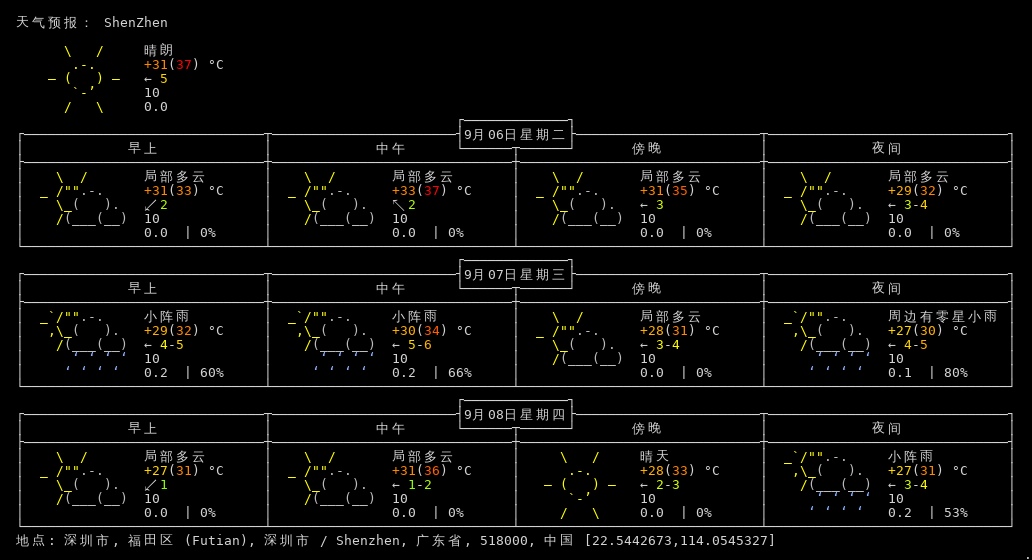 天气预报： ShenZhen
晴朗
+31(37) °C
← 5
10
0.0
9月06日星期二
早上 中午 傍晚 夜间
局部多云 局部多云 局部多云 局部多云
+31(33) °C +33(37) °C +31(35) °C +29(32) °C
↙ 2 ↖ 2 ← 3 ← 3-4
10 10 10 10
0.0 | 0% 0.0 | 0% 0.0 | 0% 0.0 | 0%
9月07日星期三
早上 中午 傍晚 夜间
小阵雨 小阵雨 局部多云 周边有零星小雨
+29(32) °C +30(34) °C +28(31) °C +27(30) °C
← 4-5 ← 5-6 ← 3-4 ← 4-5
10 10 10 10
0.2 | 60% 0.2 | 66% 0.0 | 0% 0.1 | 80%
9月08日星期四
早上 中午 傍晚 夜间
局部多云 局部多云 晴天 小阵雨
+27(31) °C +31(36) °C +28(33) °C +27(31) °C
↙ 1 ← 1-2 ← 2-3 ← 3-4
10 10 10 10
0.0 | 0% 0.0 | 0% 0.0 | 0% 0.2 | 53%
地点: 深圳市, 福田区 (Futian), 深圳市 / Shenzhen, 广东省, 518000, 中国 [22.5442673,114.0545327]